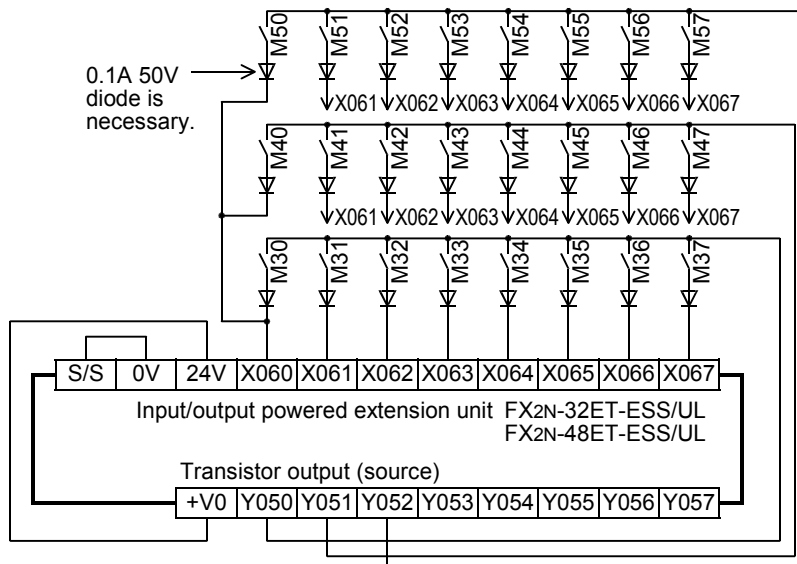 M50 M51 M52 M53 M54 M55 M56 M57
0.1A 50V
diode is
necessary.
X061 X062 X063 X064 X065 X066 X067
M40 M41 M42 M43 M44 M45 M46 M47
X061 X062 X063 X064 X065 X066 X067
M30 M31 M32 M33 M34 M35 M36 M37
S/S 0V 24V X060 X061 X062 X063 X064 X065 X066 X067
Input/output powered extension unit FX2N-32ET-ESS/UL
FX2N-48ET-ESS/UL
Transistor output (source)
+V0 Y050 Y051 Y052 Y053 Y054 Y055 Y056 Y057